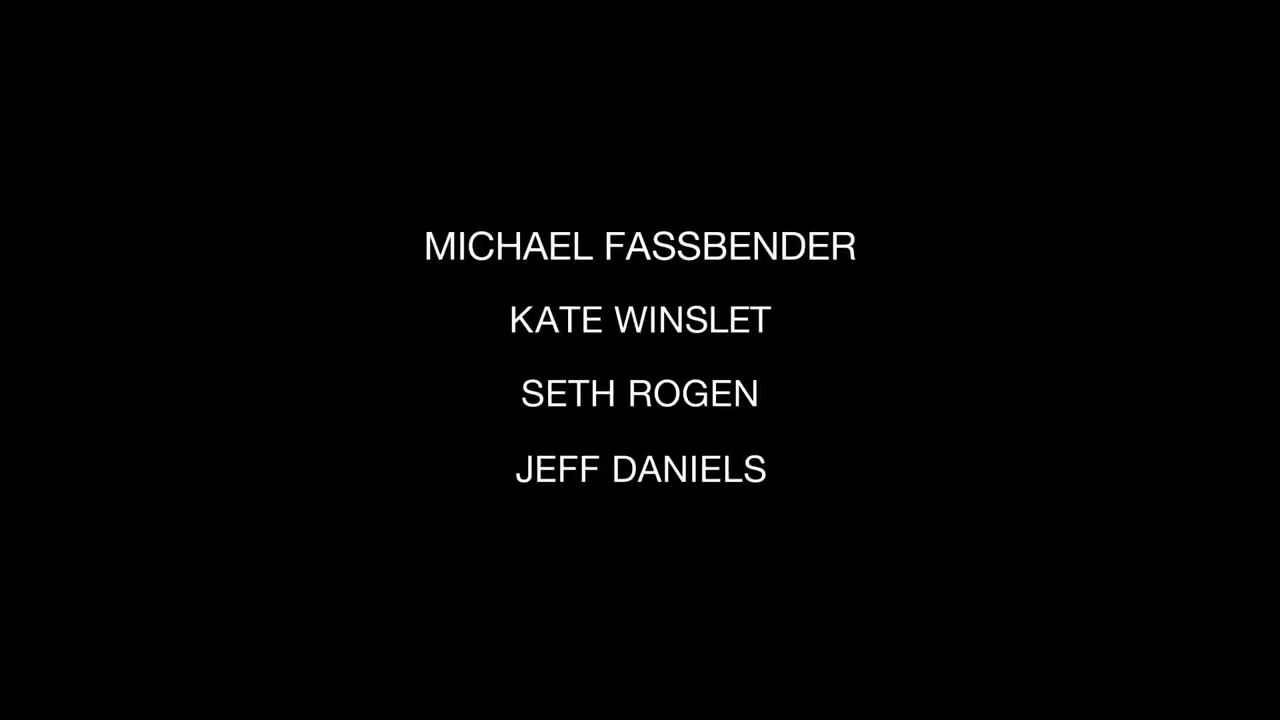 MICHAEL FASSBENDER
KATE WINSLET
SETH ROGEN
JEFF DANIELS